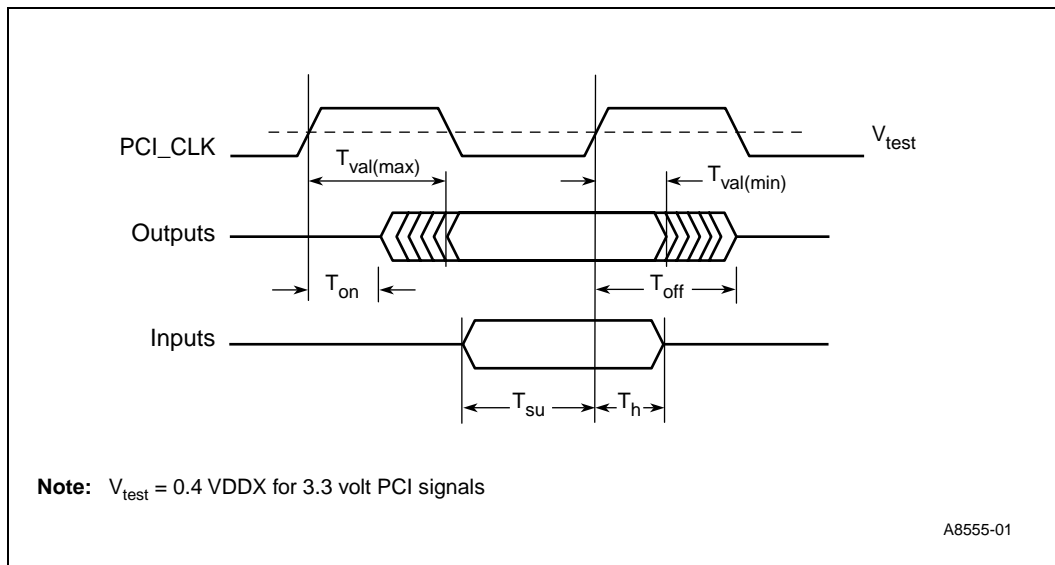 PCI_CLK
V_test
T_val(max)
T_val(min)
Outputs
T_on
T_off
Inputs
T_su
T_h
Note: V_test = 0.4 VDDX for 3.3 volt PCI signals
A8555-01